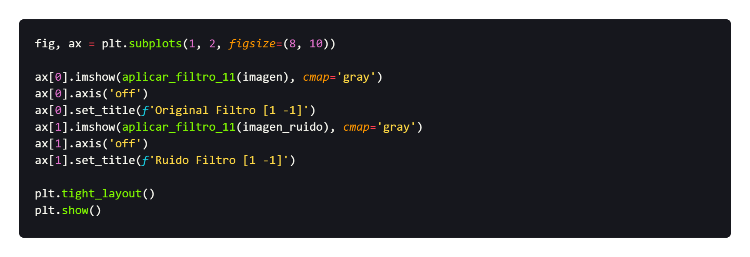 fig, ax = plt.subplots(1, 2, figsize=(8, 10))
ax[0].imshow(aplicar_filtro_11(imagen), cmap='gray')
ax[0].axis('off')
ax[0].set_title(f'Original Filtro [1 -1]')
ax[1].imshow(aplicar_filtro_11(imagen_ruido), cmap='gray')
ax[1].axis('off')
ax[1].set_title(f'Ruido Filtro [1 -1]')
plt.tight_layout()
plt.show()